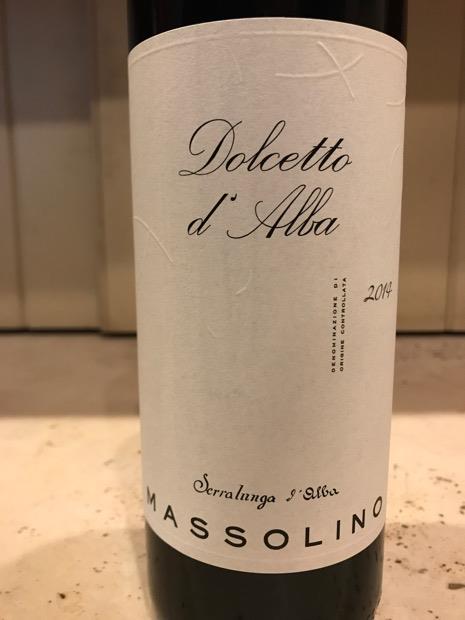 Dolcetto
d'Alba
2014
DENOMINAZIONE DI
ORIGINE CONTROLLATA
Serralunga d'Alba
MASSOLINO